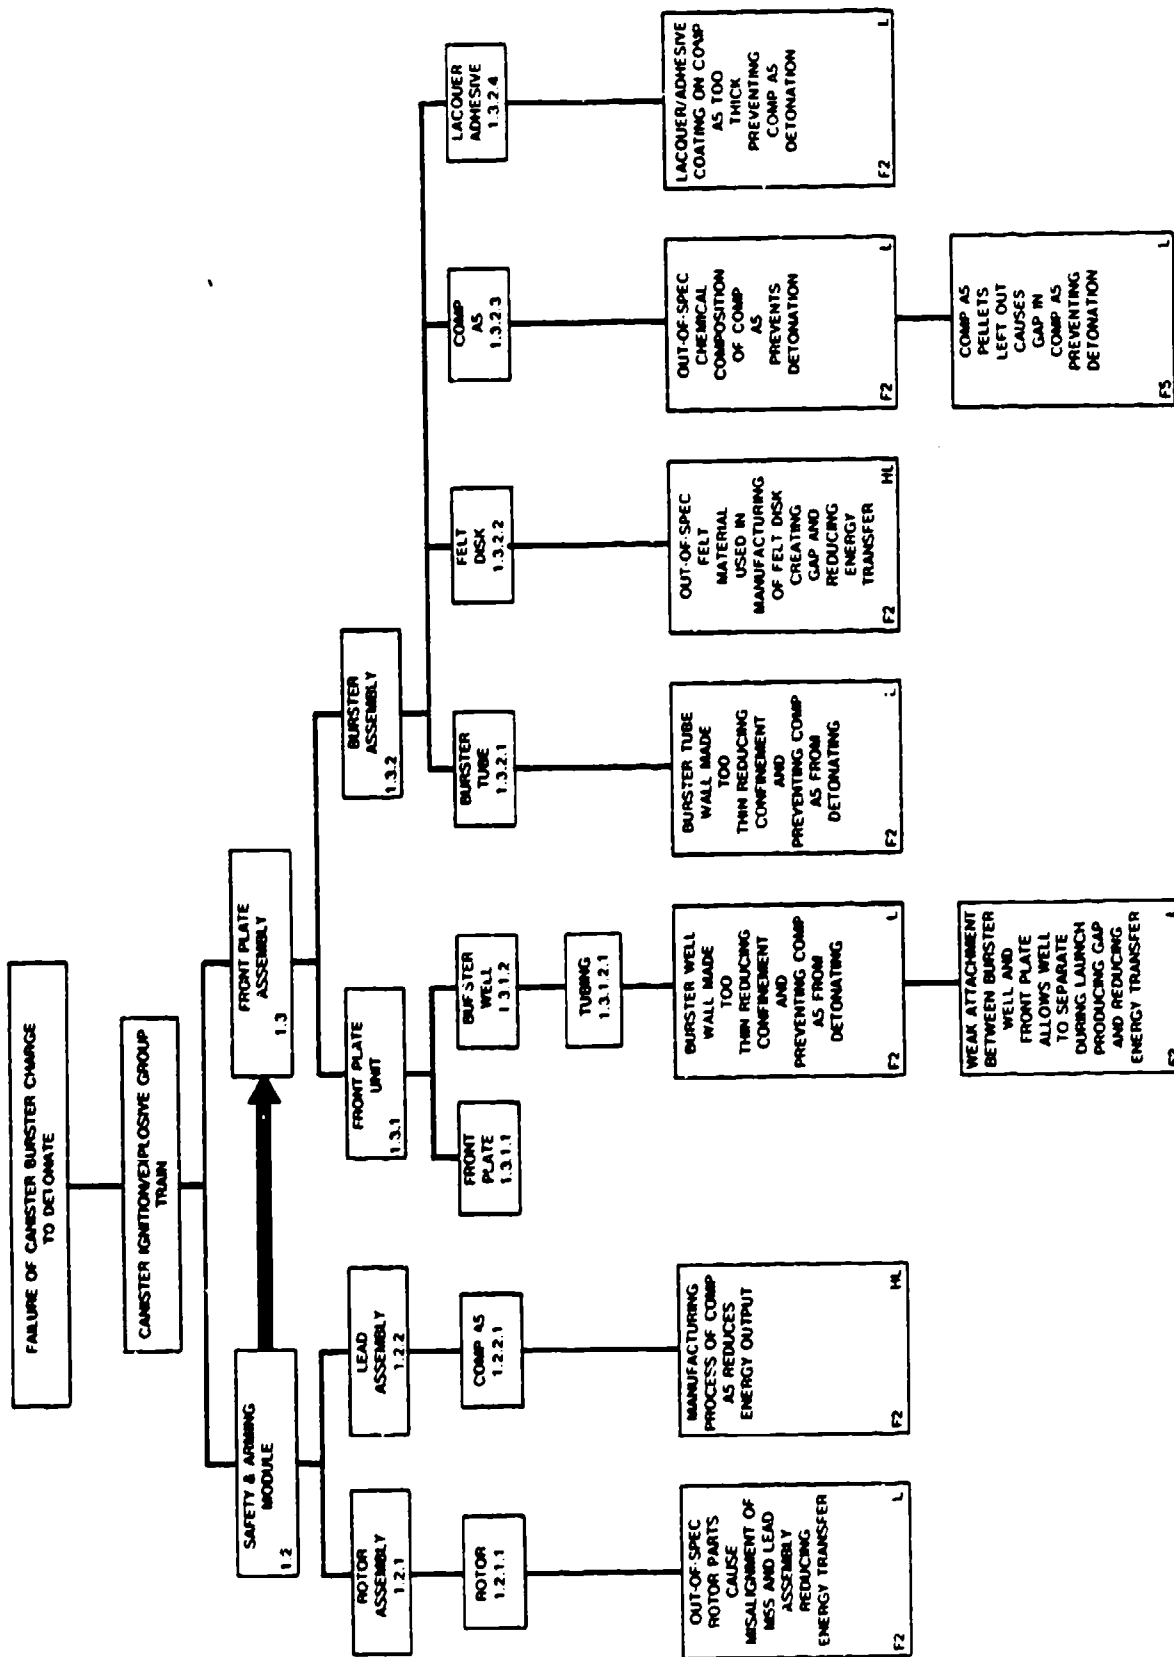 FAILURE OF CANISTER BURSTER CHARGE
TO DETONATE
CANISTER IGNITION/EXPLOSIVE GROUP
TRAIN
SAFETY & ARMING
MODULE
1.2
FRONT PLATE
ASSEMBLY
1.3
ROTOR
ASSEMBLY
1.2.1
LEAD
ASSEMBLY
1.2.2
FRONT PLATE
UNIT
1.3.1
BURSTER
ASSEMBLY
1.3.2
ROTOR
1.2.1.1
COMP A5
1.2.2.1
FRONT
PLATE
1.3.1.1
BURSTER
WELL
1.3.1.2
BURSTER
TUBE
1.3.2.1
FELT
DISK
1.3.2.2
COMP
A5
1.3.2.3
LACQUER
ADHESIVE
1.3.2.4
TUBING
1.3.1.2.1
OUT-OF-SPEC
ROTOR PARTS
CAUSE
MISALIGNMENT OF
M55 AND LEAD
ASSEMBLY
REDUCING
ENERGY TRANSFER
F2 L
MANUFACTURING
PROCESS OF COMP
A5 REDUCES
ENERGY OUTPUT
F2 HL
BURSTER WELL
WALL MADE
TOO
THIN REDUCING
CONFINEMENT
AND
PREVENTING COMP
A5 FROM
DETONATING
F2 L
BURSTER TUBE
WALL MADE
TOO
THIN REDUCING
CONFINEMENT
AND
PREVENTING COMP
A5 FROM
DETONATING
F2 L
OUT-OF-SPEC
FELT
MATERIAL
USED IN
MANUFACTURING
OF FELT DISK
CREATING
GAP AND
REDUCING
ENERGY
TRANSFER
F2 HL
OUT-OF-SPEC
CHEMICAL
COMPOSITION
OF COMP
A5
PREVENTS
DETONATION
F2 L
LACQUER/ADHESIVE
COATING ON COMP
A5 TOO
THICK
PREVENTING
COMP A5
DETONATION
F2 L
WEAK ATTACHMENT
BETWEEN BURSTER
WELL AND
FRONT PLATE
ALLOWS WELL
TO SEPARATE
DURING LAUNCH
PRODUCING GAP
AND REDUCING
ENERGY TRANSFER
L
COMP A5
PELLETS
LEFT OUT
CAUSES
GAP IN
COMP A5
PREVENTING
DETONATION
F5 L